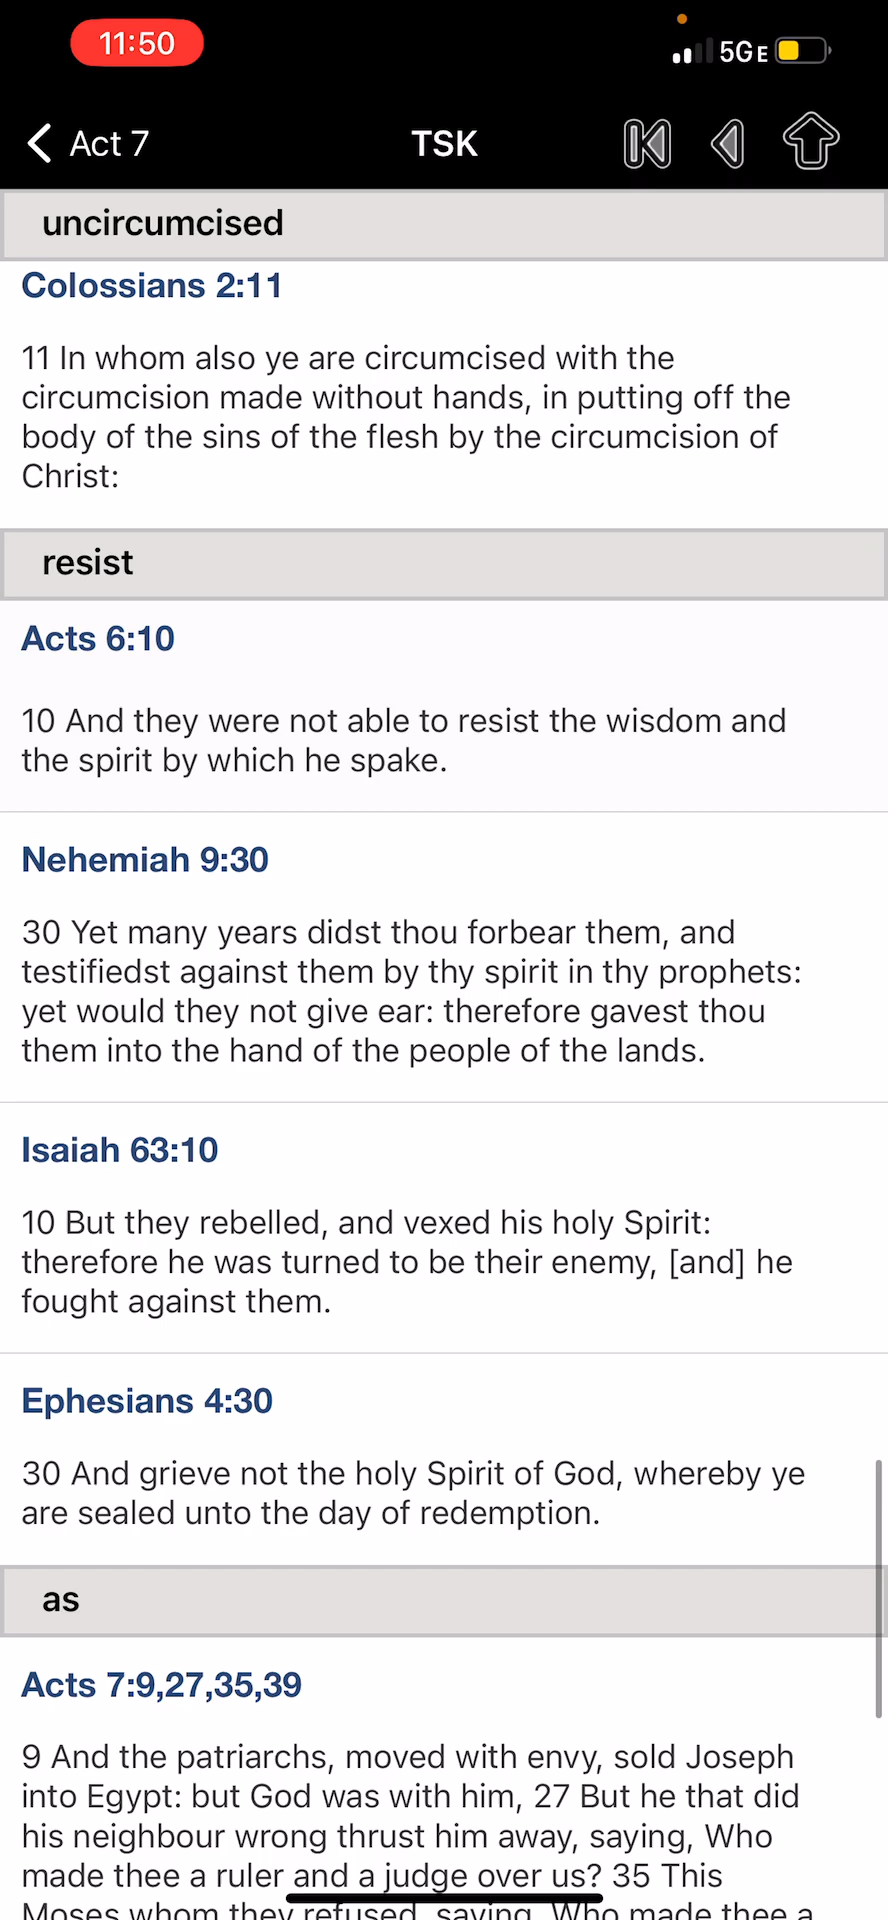 11:50
5GE
Act 7
TSK
uncircumcised
Colossians 2:11
11 In whom also ye are circumcised with the
circumcision made without hands, in putting off the
body of the sins of the flesh by the circumcision of
Christ:
resist
Acts 6:10
10 And they were not able to resist the wisdom and
the spirit by which he spake.
Nehemiah 9:30
30 Yet many years didst thou forbear them, and
testifiedst against them by thy spirit in thy prophets:
yet would they not give ear: therefore gavest thou
them into the hand of the people of the lands.
Isaiah 63:10
10 But they rebelled, and vexed his holy Spirit:
therefore he was turned to be their enemy, [and] he
fought against them.
Ephesians 4:30
30 And grieve not the holy Spirit of God, whereby ye
are sealed unto the day of redemption.
as
Acts 7:9,27,35,39
9 And the patriarchs, moved with envy, sold Joseph
into Egypt: but God was with him, 27 But he that did
his neighbour wrong thrust him away, saying, Who
made thee a ruler and a judge over us? 35 This
Moses whom they refused, saying, Who made thee a